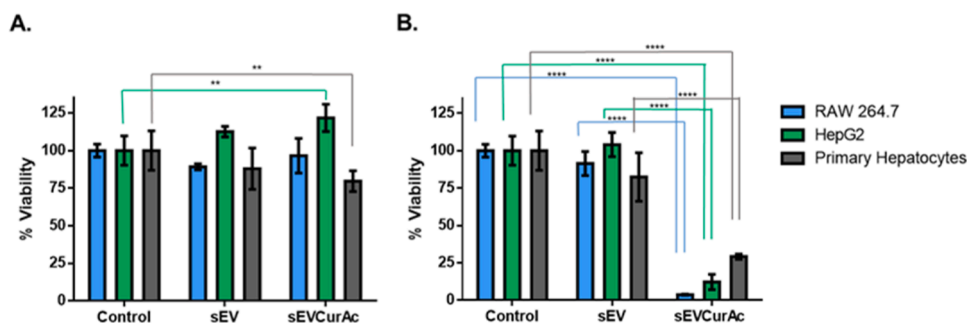 A.
B.
**
**
% Viability
125
100
75
50
25
0
Control
sEV
sEVCurAc
****
****
****
****
****
% Viability
125
100
75
50
25
0
Control
sEV
sEVCurAc
RAW 264.7
HepG2
Primary Hepatocytes